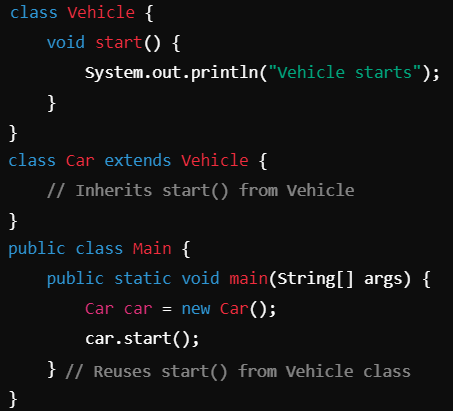 class Vehicle {
    void start() {
        System.out.println("Vehicle starts");
    }
}
class Car extends Vehicle {
    // Inherits start() from Vehicle
}
public class Main {
    public static void main(String[] args) {
        Car car = new Car();
        car.start();
    } // Reuses start() from Vehicle class
}